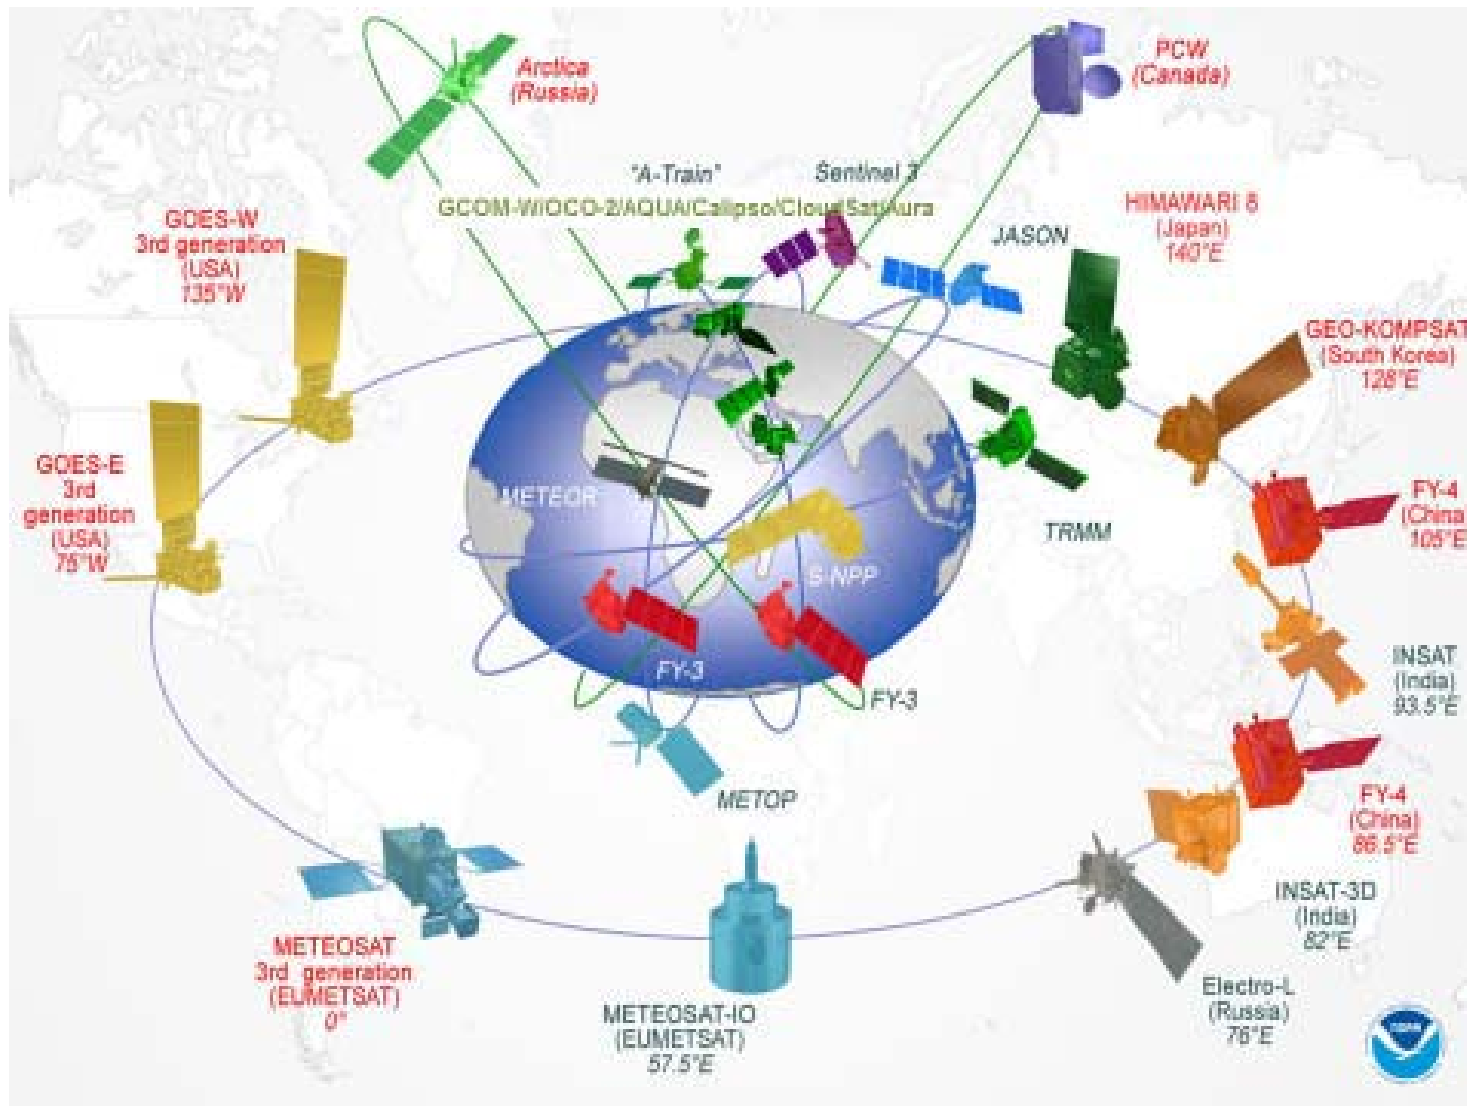 Arctica
(Russia)
PCW
(Canada)
"A-Train"
Sentinel 3
GCOM-W/OCO-2/AQUA/Calipso/CloudSat/Aura
GOES-W
3rd generation
(USA)
135°W
JASON
HIMAWARI 8
(Japan)
140°E
GEO-KOMPSAT
(South Korea)
128°E
GOES-E
3rd
generation
(USA)
75°W
METEOR
TRMM
FY-4
(China
105°E
S-NPP
FY-3
FY-3
INSAT
(India)
93.5°E
METOP
FY-4
(China)
86.5°E
INSAT-3D
(India)
82°E
METEOSAT
3rd generation
(EUMETSAT)
0°
METEOSAT-IO
(EUMETSAT)
57.5°E
Electro-L
(Russia)
76°E